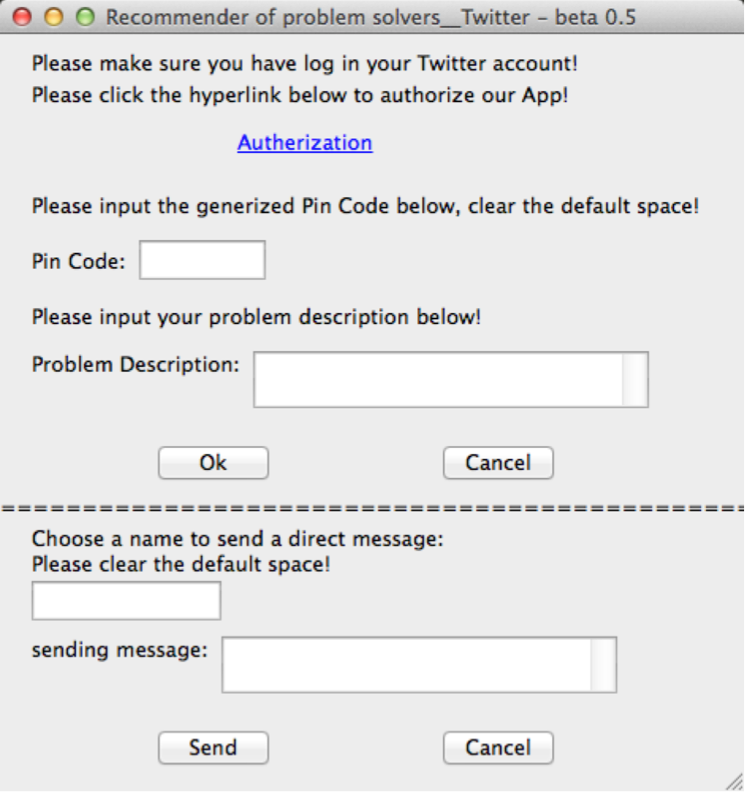 Recommender of problem solvers__Twitter – beta 0.5
Please make sure you have log in your Twitter account!
Please click the hyperlink below to authorize our App!
Autherization
Please input the generized Pin Code below, clear the default space!
Pin Code:
Please input your problem description below!
Problem Description:
Ok Cancel
==============================================
Choose a name to send a direct message:
Please clear the default space!
sending message:
Send Cancel